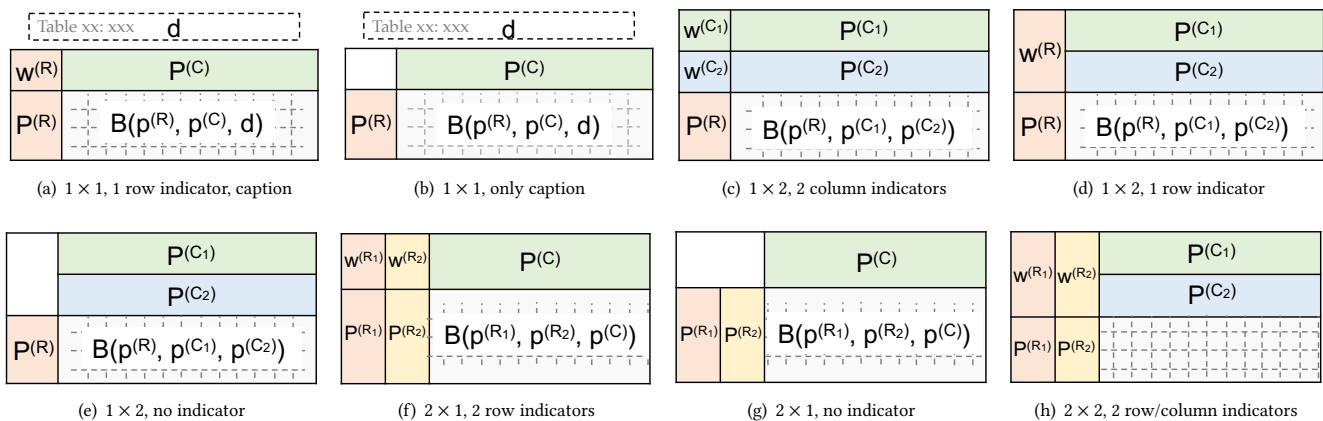 Table xx: xxx d
w(R) P(C)
P(R) B(p(R), p(C), d)
(a) 1 × 1, 1 row indicator, caption
Table xx: xxx d
P(C)
P(R) B(p(R), p(C), d)
(b) 1 × 1, only caption
w(C1) P(C1)
w(C2) P(C2)
P(R) B(p(R), p(C1), p(C2))
(c) 1 × 2, 2 column indicators
w(R) P(C1)
P(C2)
P(R) B(p(R), p(C1), p(C2))
(d) 1 × 2, 1 row indicator
P(C1)
P(C2)
P(R) B(p(R), p(C1), p(C2))
(e) 1 × 2, no indicator
w(R1) w(R2) P(C)
P(R1) P(R2) B(p(R1), p(R2), p(C))
(f) 2 × 1, 2 row indicators
P(C)
P(R1) P(R2) B(p(R1), p(R2), p(C))
(g) 2 × 1, no indicator
w(R1) w(R2) P(C1)
P(C2)
P(R1) P(R2)
(h) 2 × 2, 2 row/column indicators